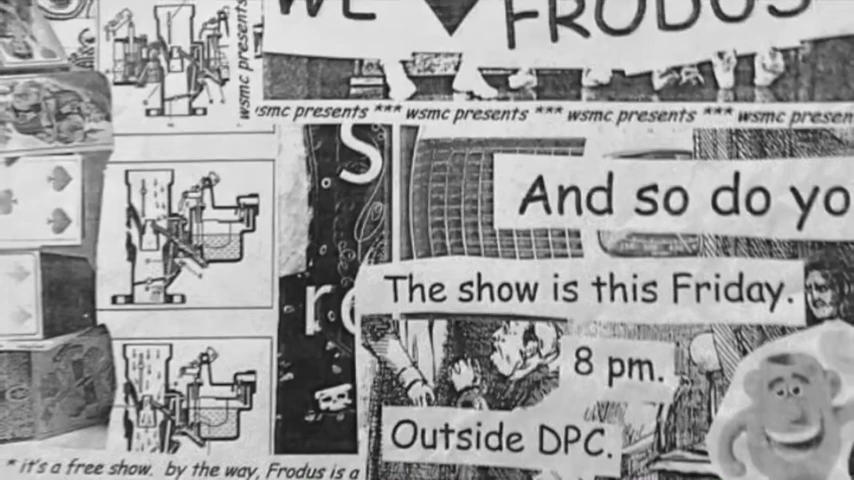 WE FRODUS
wsmc presents
wsmc presents *** wsmc presents *** wsmc presents *** wsmc presen
S
And so do yo
The show is this Friday.
re
8 pm.
Outside DPC.
* it's a free show. by the way, Frodus is a